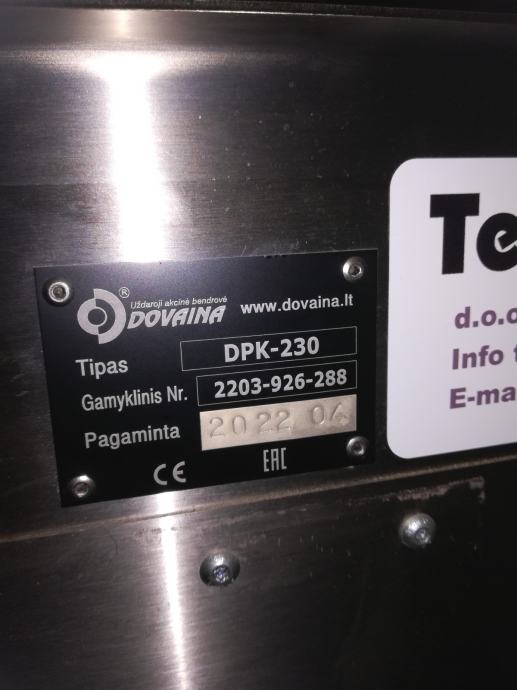 Uždaroji akcinė bendrovė
DOVAINA® www.dovaina.lt
Tipas DPK-230
Gamyklinis Nr. 2203-926-288
Pagaminta 2022 04
CE EAC
d.o.o
Info
E-ma